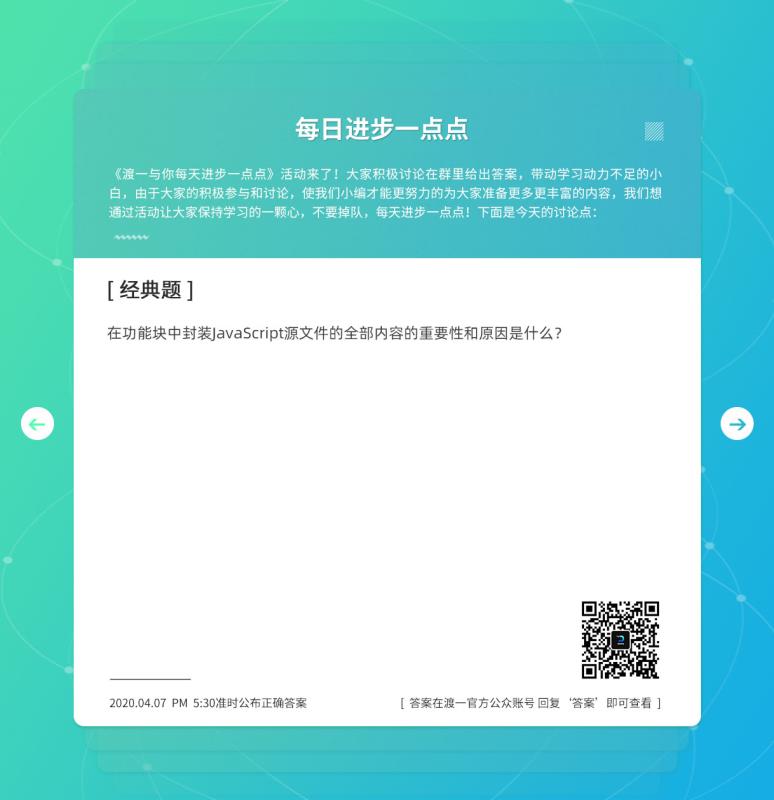 每日进步一点点
《渡一与你每天进步一点点》活动来了！大家积极讨论在群里给出答案，带动学习动力不足的小
白，由于大家的积极参与和讨论，使我们小编才能更努力的为大家准备更多更丰富的内容，我们想
通过活动让大家保持学习的一颗心，不要掉队，每天进步一点点！下面是今天的讨论点：
[ 经典题 ]
在功能块中封装JavaScript源文件的全部内容的重要性和原因是什么？
2020.04.07 PM 5:30准时公布正确答案
[ 答案在渡一官方公众账号 回复‘答案’即可查看 ]